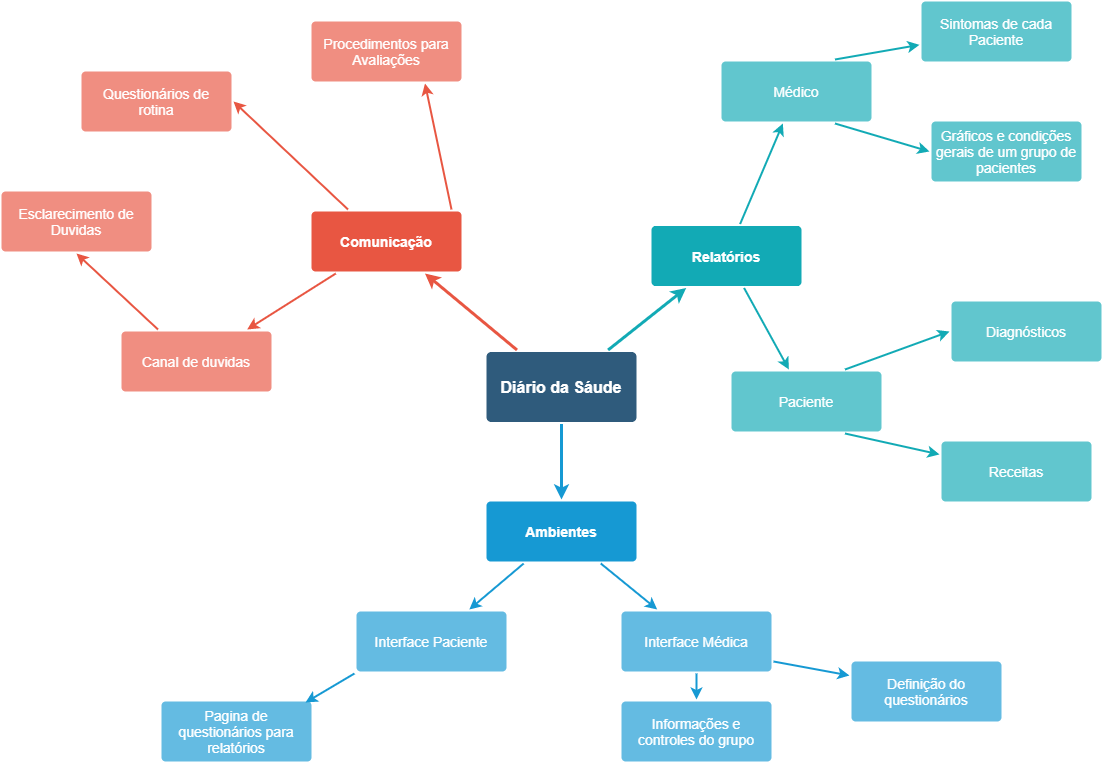 Procedimentos para
Avaliações
Questionários de
rotina
Esclarecimento de
Duvidas
Comunicação
Canal de duvidas
Sintomas de cada
Paciente
Médico
Gráficos e condições
gerais de um grupo de
pacientes
Relatórios
Diagnósticos
Paciente
Receitas
Diário da Sáude
Ambientes
Interface Paciente
Interface Médica
Pagina de
questionários para
relatórios
Informações e
controles do grupo
Definição do
questionários